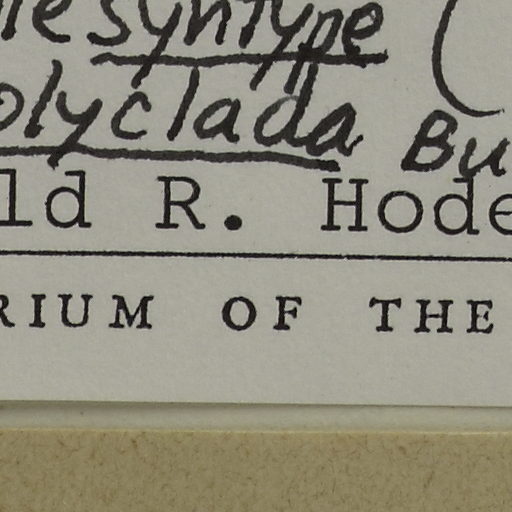 syntype (
olyclada Bu
ld R. Hode
RIUM OF THE